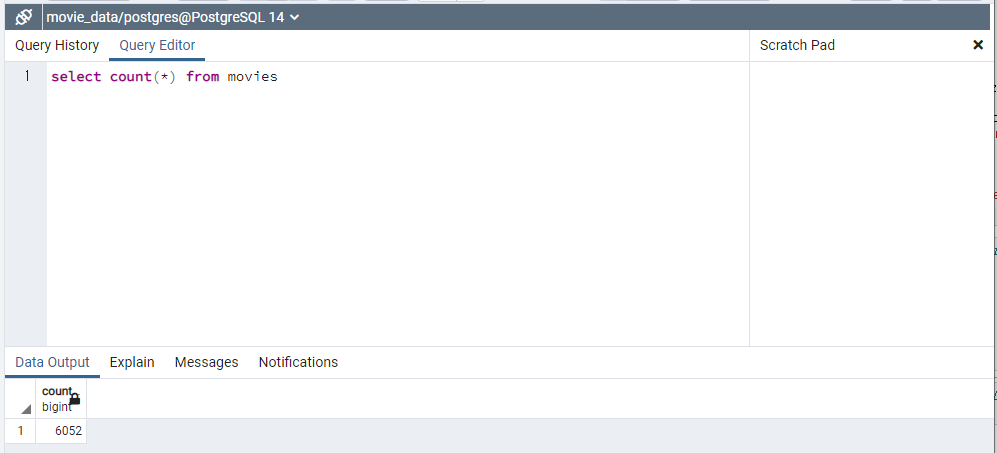 movie_data/postgres@PostgreSQL 14
Query History Query Editor Scratch Pad
1 select count(*) from movies
Data Output Explain Messages Notifications
count
bigint
1 6052